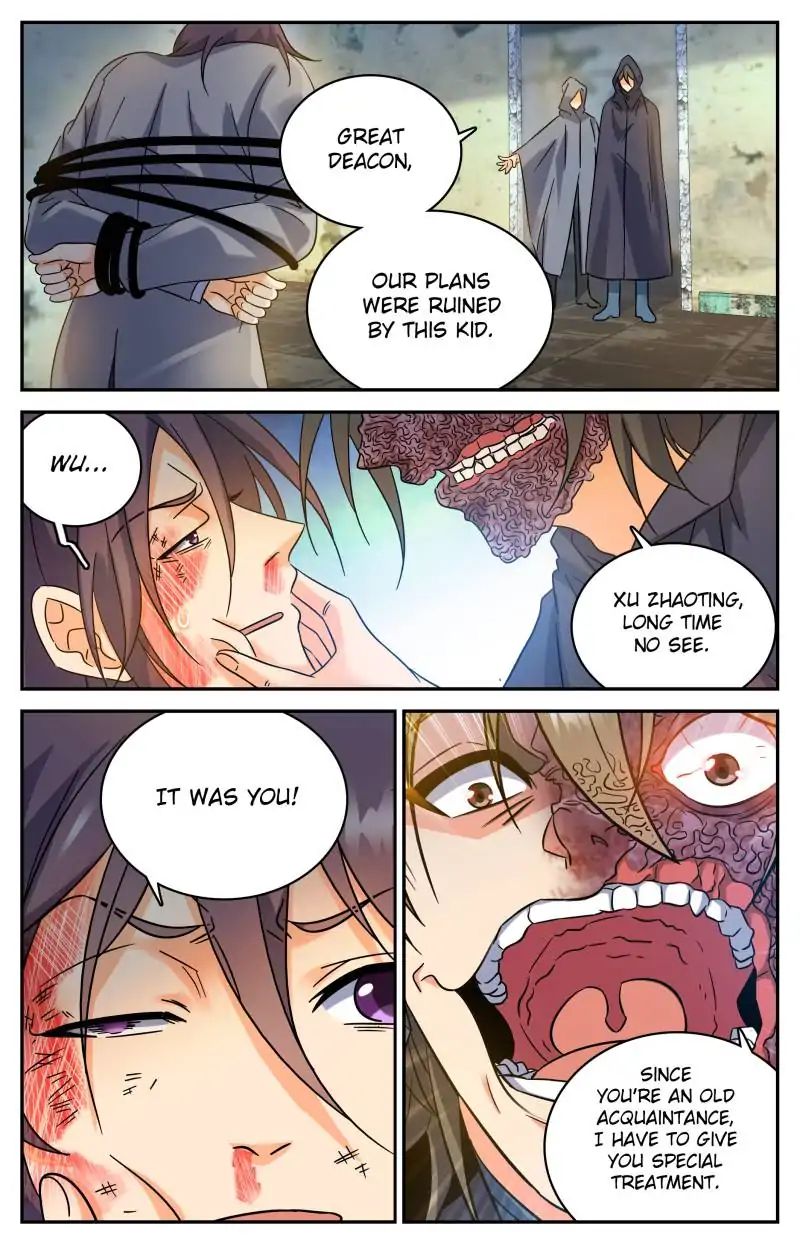 GREAT
DEACON,
OUR PLANS
WERE RUINED
BY THIS KID.
WU...
XU ZHAOTING,
LONG TIME
NO SEE.
IT WAS YOU!
SINCE
YOU'RE AN OLD
ACQUAINTANCE,
I HAVE TO GIVE
YOU SPECIAL
TREATMENT.